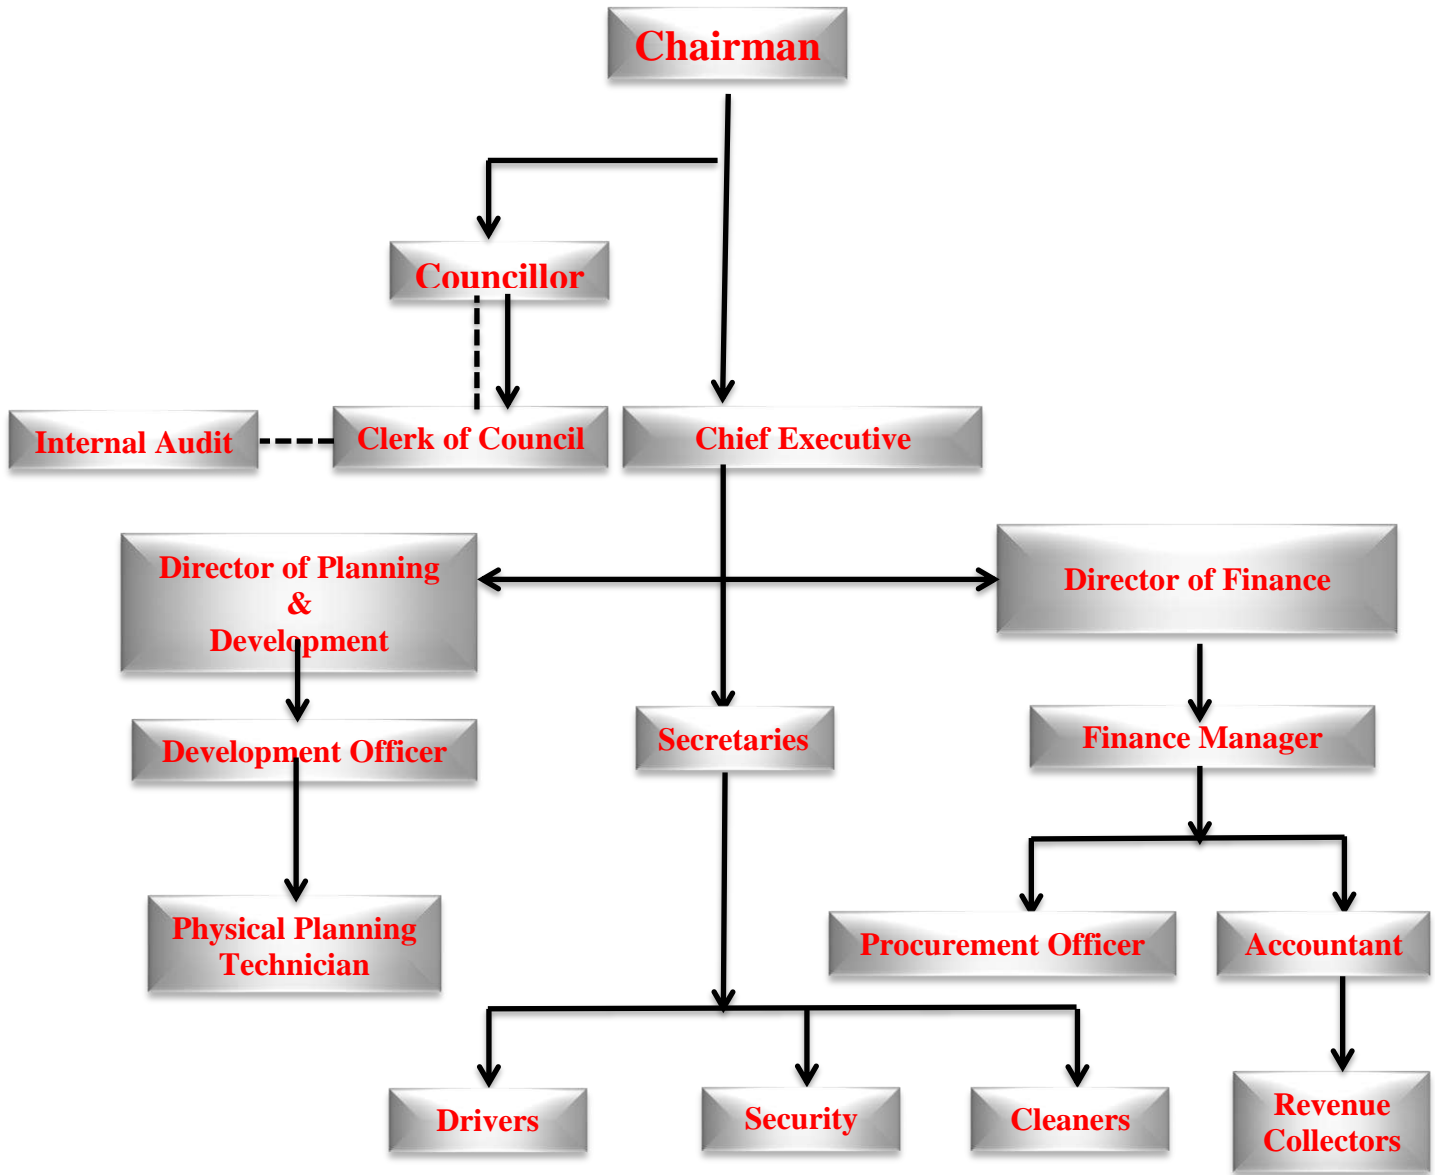 Chairman
Councillor
Internal Audit
Clerk of Council
Chief Executive
Director of Planning
&
Development
Director of Finance
Development Officer
Secretaries
Finance Manager
Physical Planning
Technician
Procurement Officer
Accountant
Drivers
Security
Cleaners
Revenue
Collectors